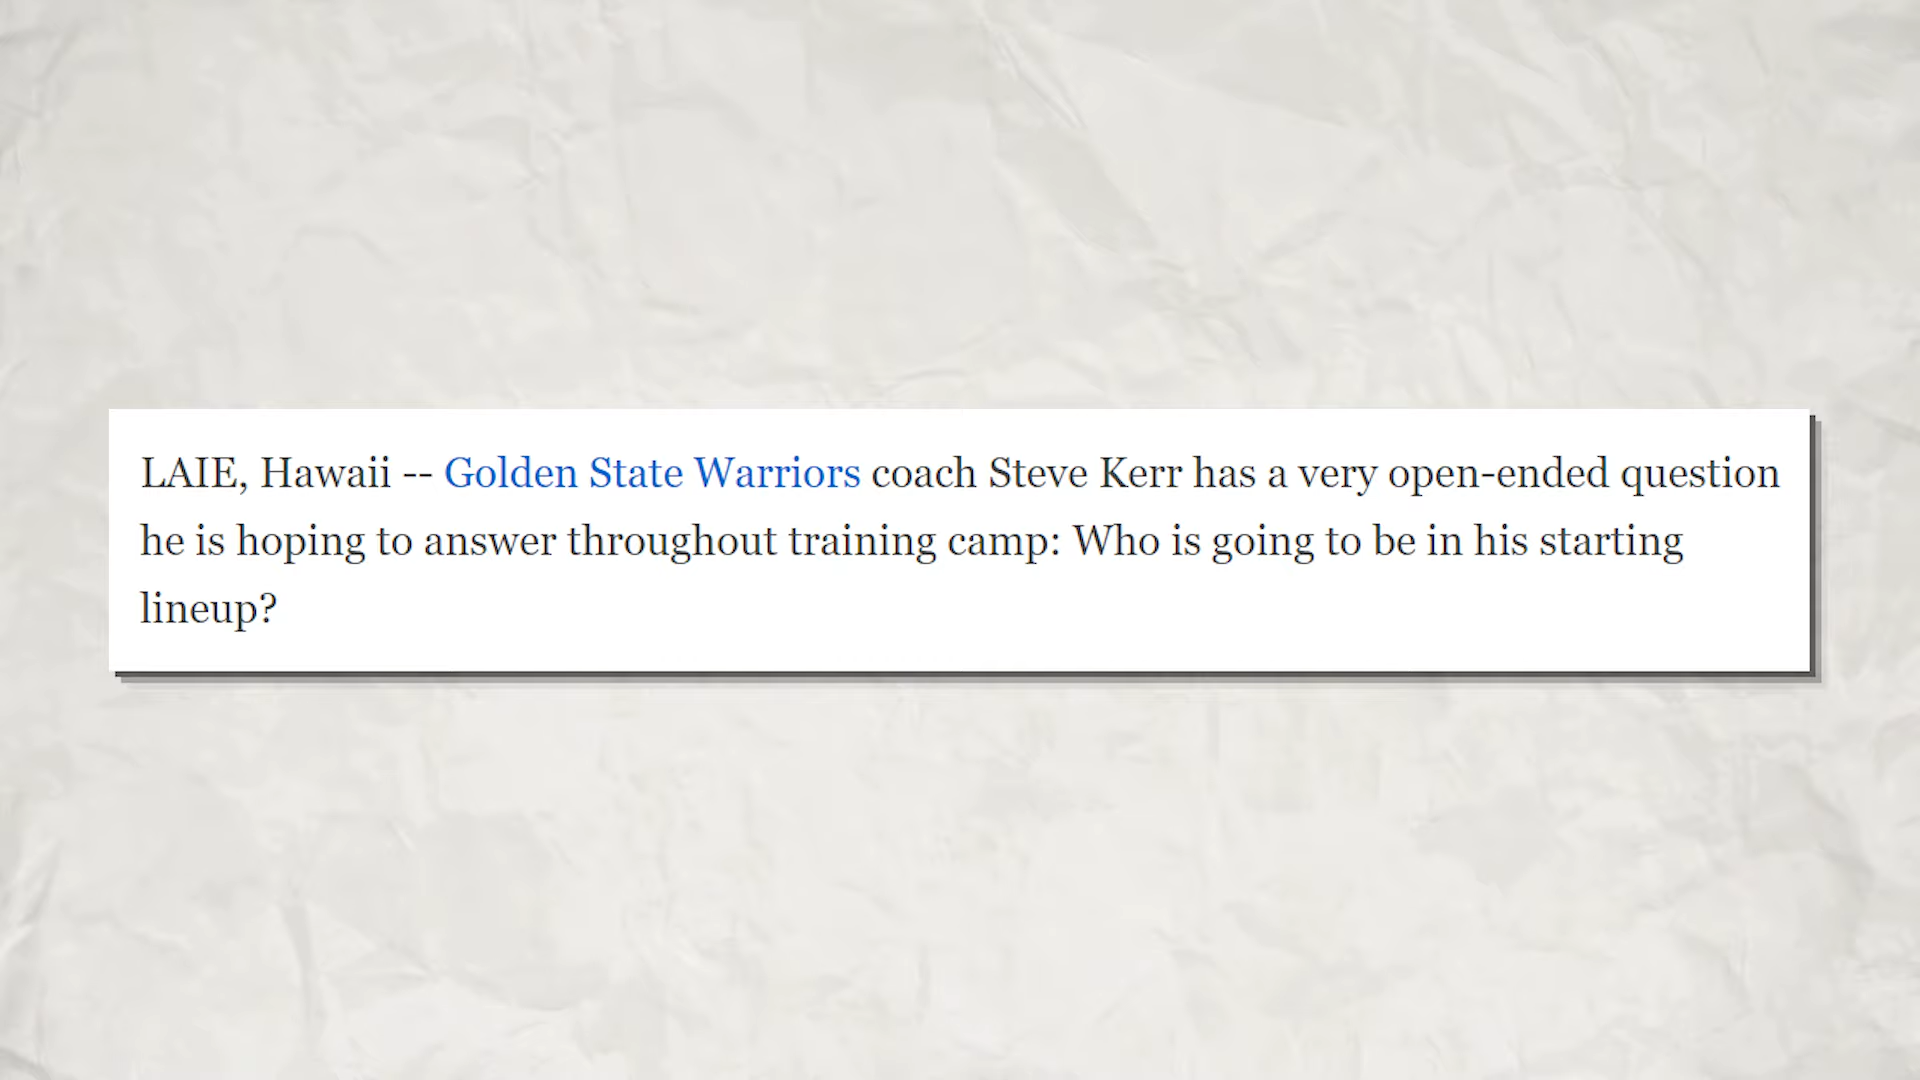 LAIE, Hawaii -- Golden State Warriors coach Steve Kerr has a very open-ended question
he is hoping to answer throughout training camp: Who is going to be in his starting
lineup?